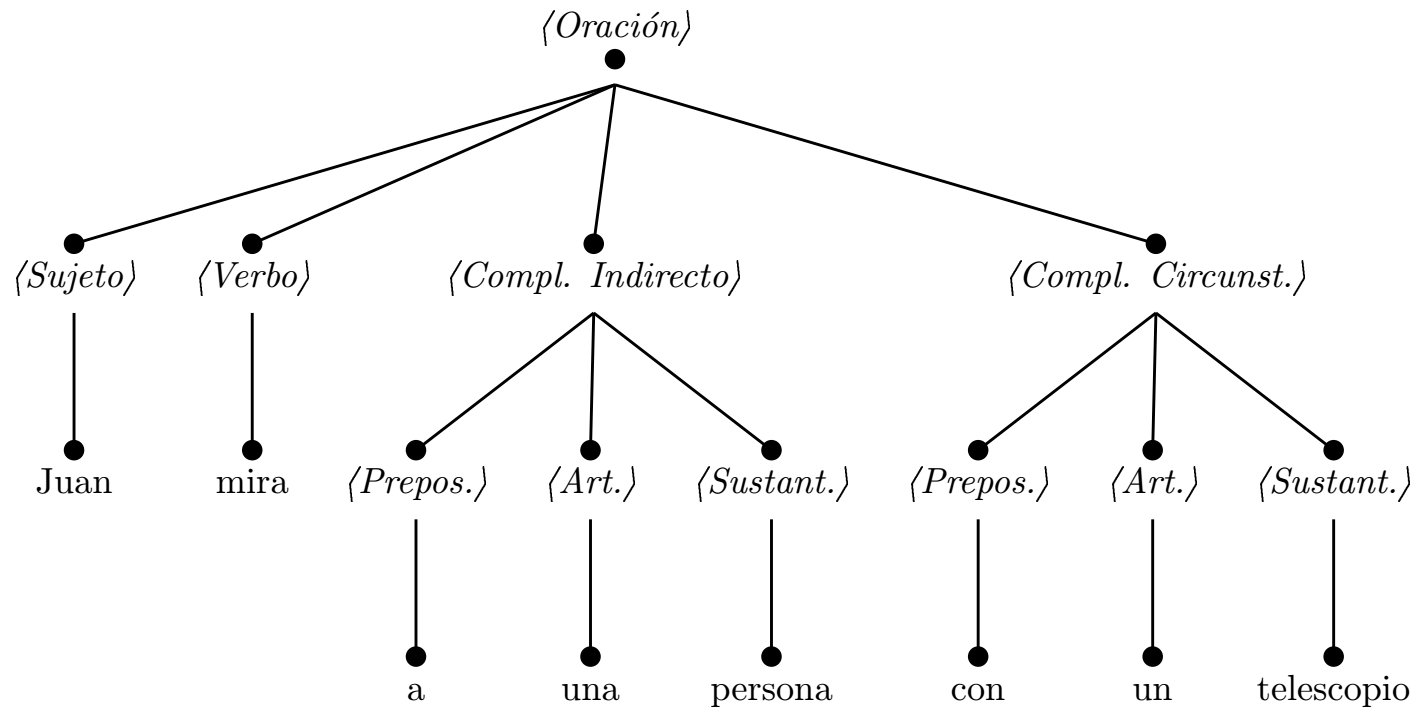 ⟨Oración⟩
⟨Sujeto⟩ ⟨Verbo⟩ ⟨Compl. Indirecto⟩ ⟨Compl. Circunst.⟩
Juan mira ⟨Prepos.⟩ ⟨Art.⟩ ⟨Sustant.⟩ ⟨Prepos.⟩ ⟨Art.⟩ ⟨Sustant.⟩
a una persona con un telescopio